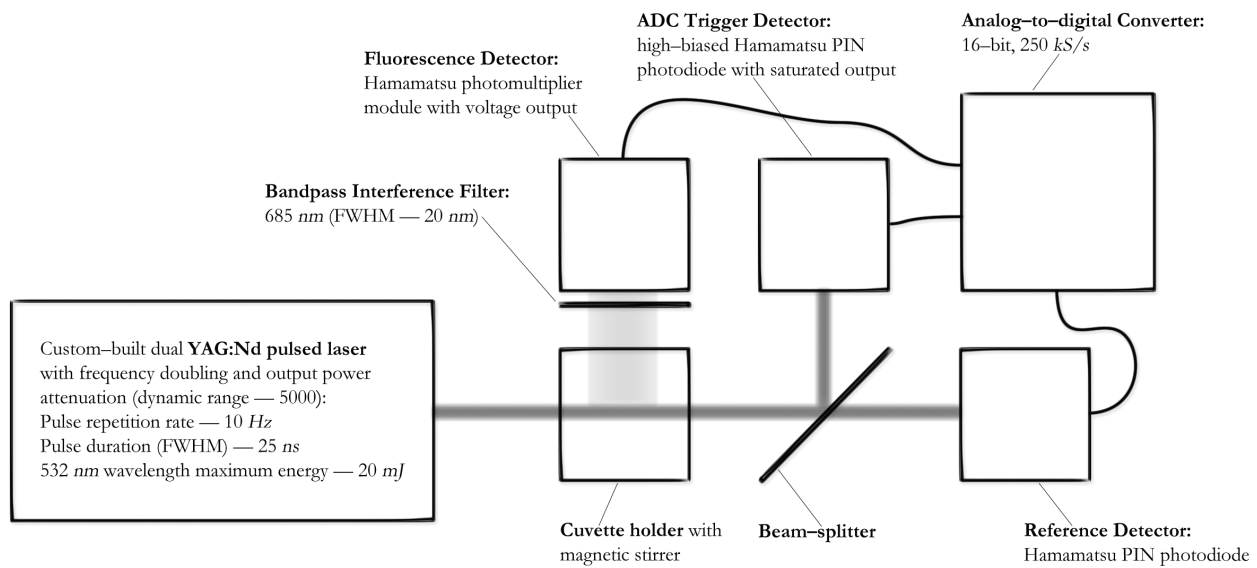 ADC Trigger Detector:
high–biased Hamamatsu PIN
photodiode with saturated output
Analog–to–digital Converter:
16–bit, 250 kS/s
Fluorescence Detector:
Hamamatsu photomultiplier
module with voltage output
Bandpass Interference Filter:
685 nm (FWHM — 20 nm)
Custom–built dual YAG:Nd pulsed laser
with frequency doubling and output power
attenuation (dynamic range — 5000):
Pulse repetition rate — 10 Hz
Pulse duration (FWHM) — 25 ns
532 nm wavelength maximum energy — 20 mJ
Cuvette holder with
magnetic stirrer
Beam–splitter
Reference Detector:
Hamamatsu PIN photodiode